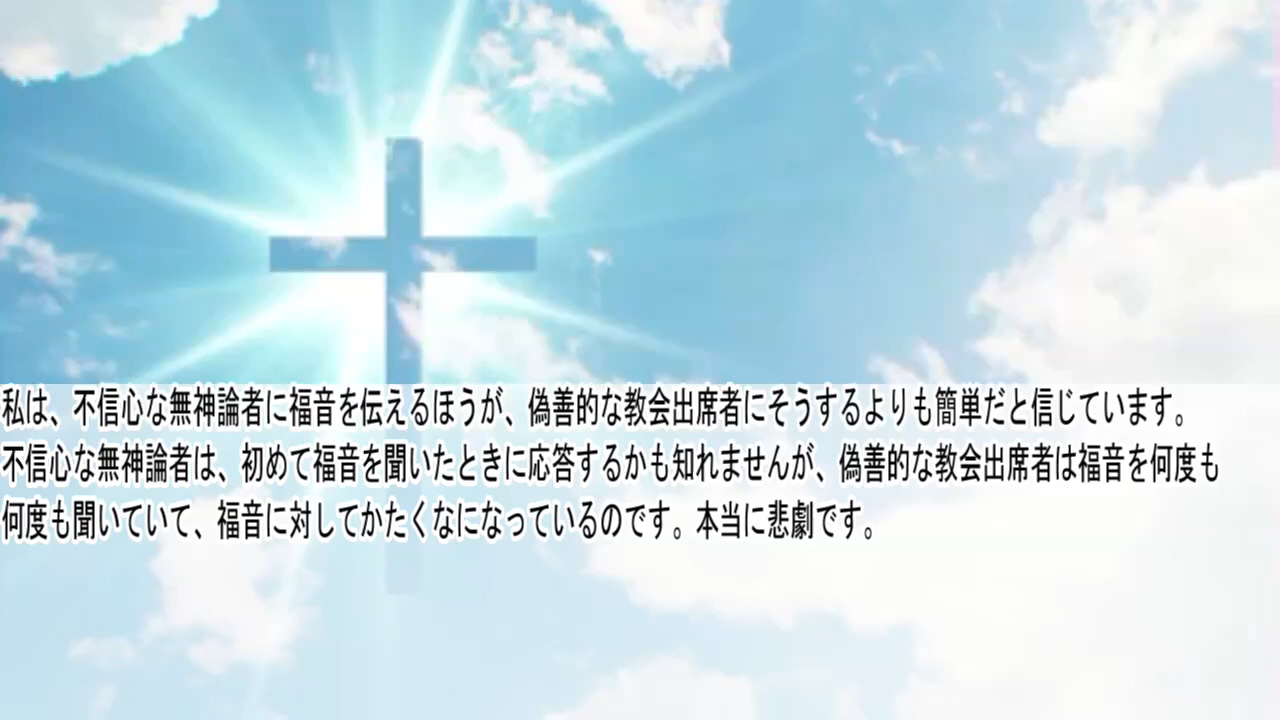 私は、不信心な無神論者に福音を伝えるほうが、偽善的な教会出席者にそうするよりも簡単だと信じています。
不信心な無神論者は、初めて福音を聞いたときに応答するかも知れませんが、偽善的な教会出席者は福音を何度も
何度も聞いていて、福音に対してかたくなになっているのです。本当に悲劇です。